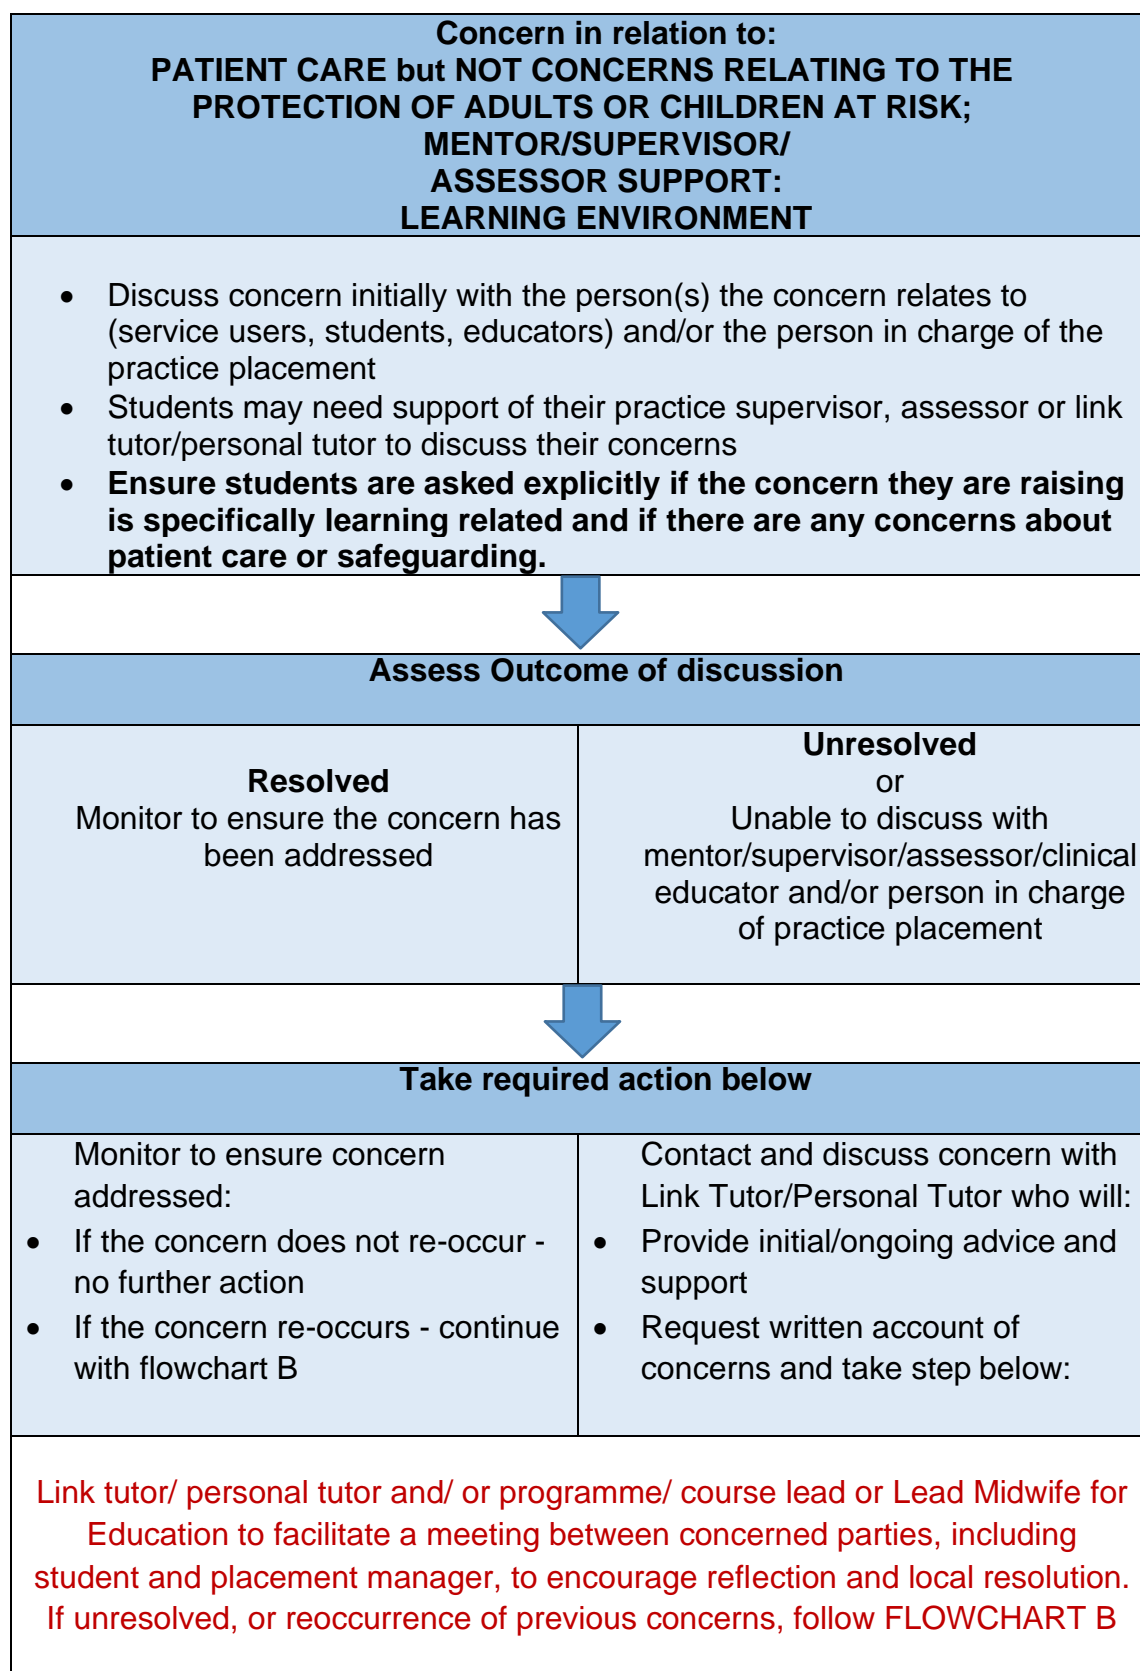 Concern in relation to:
PATIENT CARE but NOT CONCERNS RELATING TO THE
PROTECTION OF ADULTS OR CHILDREN AT RISK;
MENTOR/SUPERVISOR/
ASSESSOR SUPPORT:
LEARNING ENVIRONMENT
• Discuss concern initially with the person(s) the concern relates to
(service users, students, educators) and/or the person in charge of the
practice placement
• Students may need support of their practice supervisor, assessor or link
tutor/personal tutor to discuss their concerns
• Ensure students are asked explicitly if the concern they are raising
is specifically learning related and if there are any concerns about
patient care or safeguarding.
Assess Outcome of discussion
Resolved
Monitor to ensure the concern has
been addressed
Unresolved
or
Unable to discuss with
mentor/supervisor/assessor/clinical
educator and/or person in charge
of practice placement
Take required action below
Monitor to ensure concern
addressed:
• If the concern does not re-occur -
no further action
• If the concern re-occurs - continue
with flowchart B
Contact and discuss concern with
Link Tutor/Personal Tutor who will:
• Provide initial/ongoing advice and
support
• Request written account of
concerns and take step below:
Link tutor/ personal tutor and/ or programme/ course lead or Lead Midwife for
Education to facilitate a meeting between concerned parties, including
student and placement manager, to encourage reflection and local resolution.
If unresolved, or reoccurrence of previous concerns, follow FLOWCHART B